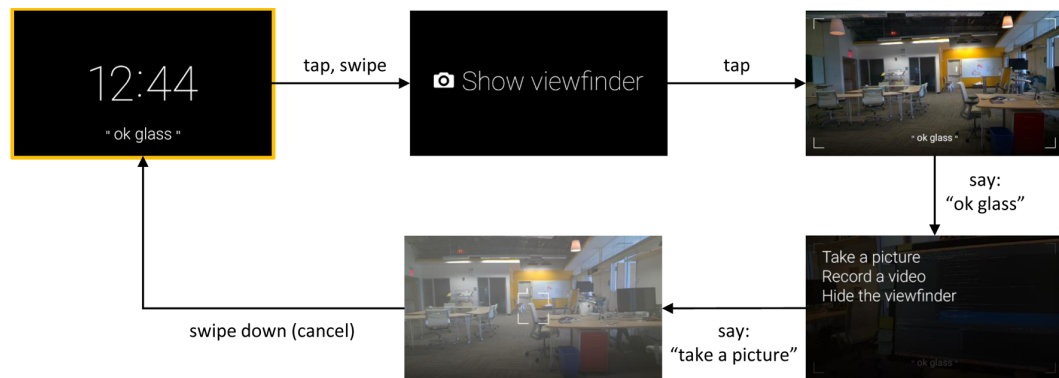 12:44
" ok glass "
tap, swipe
Show viewfinder
tap
" ok glass "
say:
“ok glass”
Take a picture
Record a video
Hide the viewfinder
" ok glass "
say:
“take a picture”
swipe down (cancel)